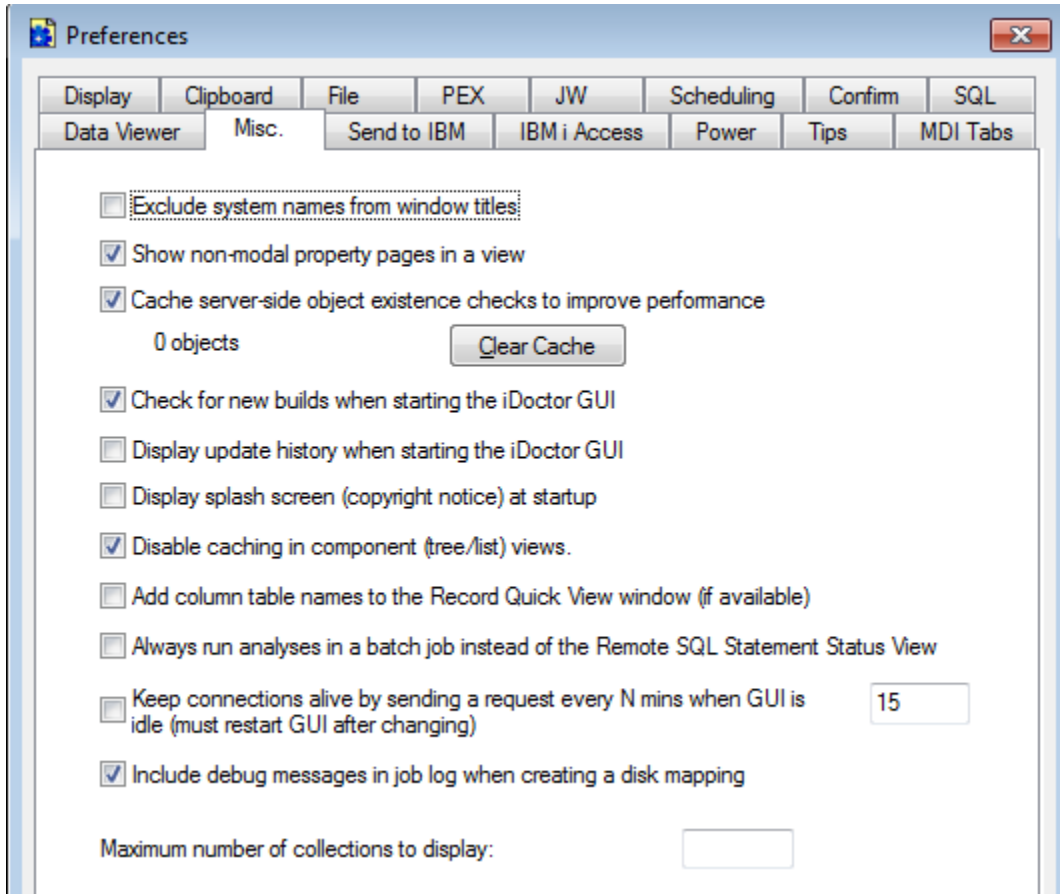 Preferences
Display Clipboard File PEX JW Scheduling Confirm SQL
Data Viewer Misc. Send to IBM IBM i Access Power Tips MDI Tabs
Exclude system names from window titles
Show non-modal property pages in a view
Cache server-side object existence checks to improve performance
0 objects Clear Cache
Check for new builds when starting the iDoctor GUI
Display update history when starting the iDoctor GUI
Display splash screen (copyright notice) at startup
Disable caching in component (tree/list) views.
Add column table names to the Record Quick View window (if available)
Always run analyses in a batch job instead of the Remote SQL Statement Status View
Keep connections alive by sending a request every N mins when GUI is 15
idle (must restart GUI after changing)
Include debug messages in job log when creating a disk mapping
Maximum number of collections to display: